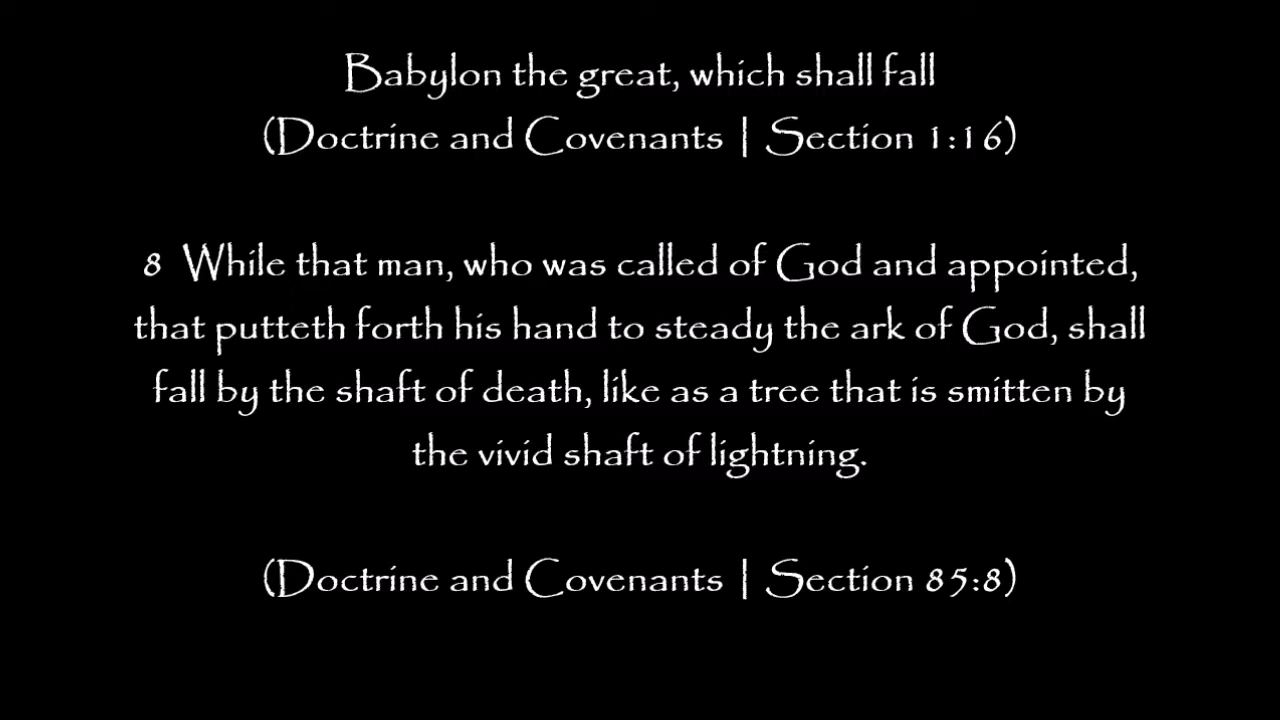 Babylon the great, which shall fall
(Doctrine and Covenants | Section 1:16)
8 While that man, who was called of God and appointed,
that putteth forth his hand to steady the ark of God, shall
fall by the shaft of death, like as a tree that is smitten by
the vivid shaft of lightning.
(Doctrine and Covenants | Section 85:8)